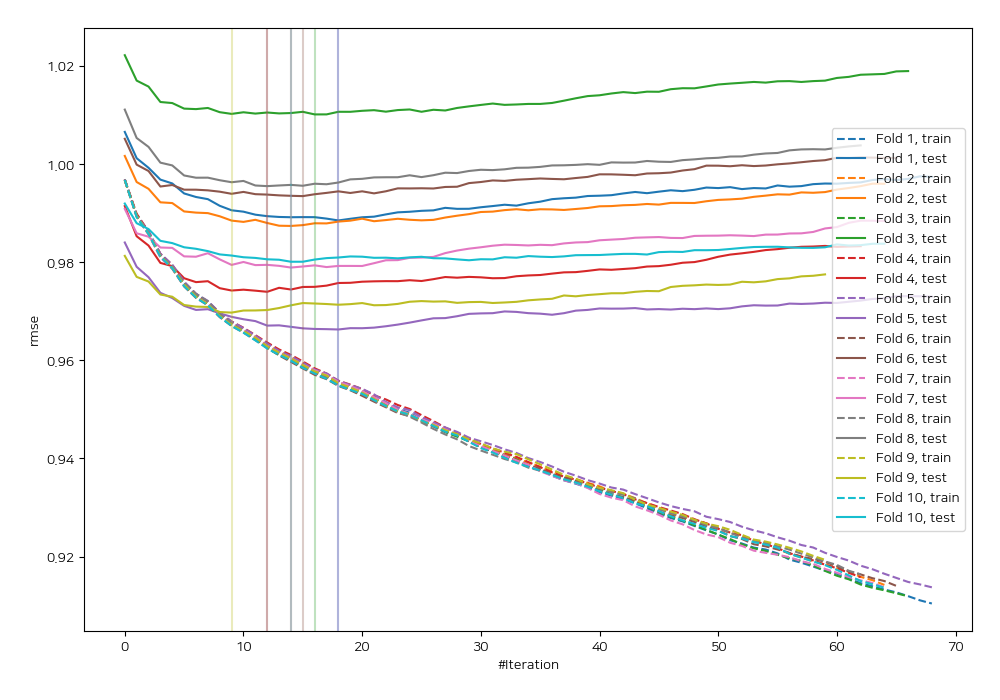 1.02
1.00
0.98
0.96
0.94
0.92
rmse
0
10
20
30
40
50
60
70
#Iteration
Fold 1, train
Fold 1, test
Fold 2, train
Fold 2, test
Fold 3, train
Fold 3, test
Fold 4, train
Fold 4, test
Fold 5, train
Fold 5, test
Fold 6, train
Fold 6, test
Fold 7, train
Fold 7, test
Fold 8, train
Fold 8, test
Fold 9, train
Fold 9, test
Fold 10, train
Fold 10, test